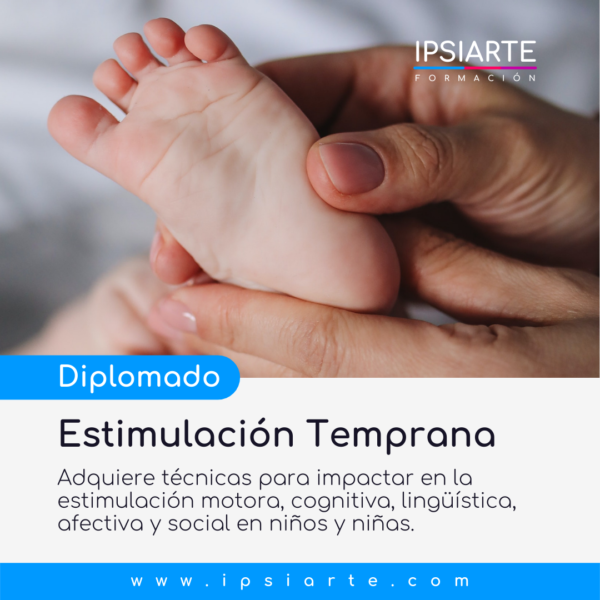 IPSIARTE
FORMACIÓN
Diplomado
Estimulación Temprana
Adquiere técnicas para impactar en la
estimulación motora, cognitiva, lingüística,
afectiva y social en niños y niñas.
www.ipsiarte.com